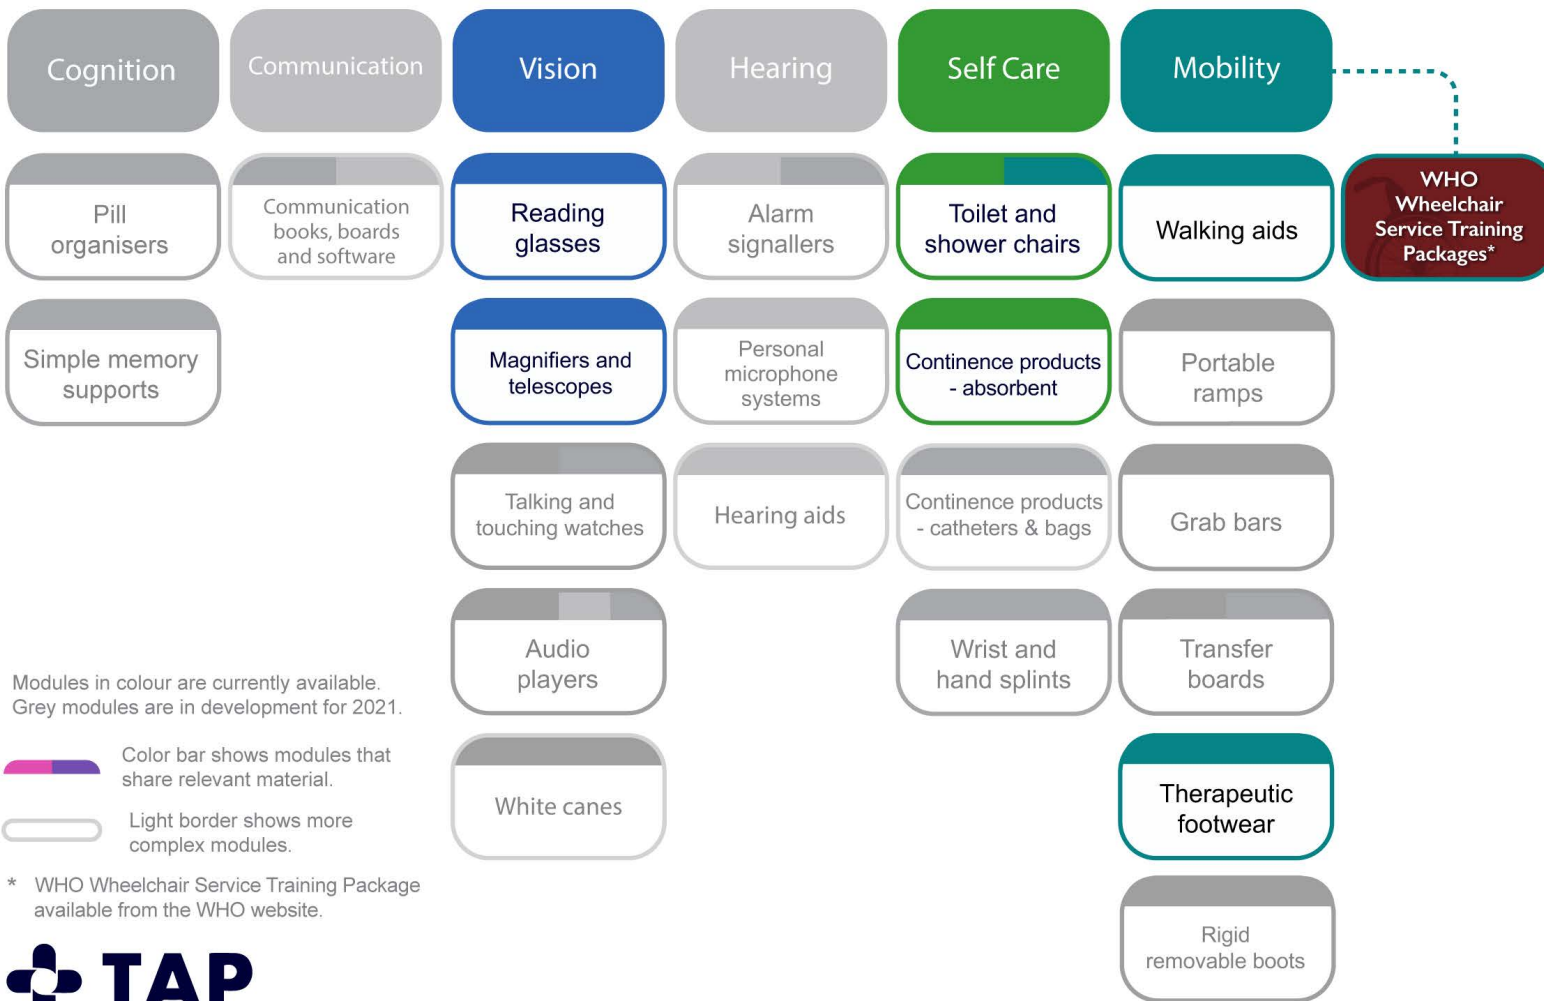 Cognition
Communication
Vision
Hearing
Self Care
Mobility
Pill
organisers
Communication
books, boards
and software
Reading
glasses
Alarm
signallers
Toilet and
shower chairs
Walking aids
WHO
Wheelchair
Service Training
Packages*
Simple memory
supports
Magnifiers and
telescopes
Personal
microphone
systems
Continence products
- absorbent
Portable
ramps
Talking and
touching watches
Hearing aids
Continence products
- catheters & bags
Grab bars
Audio
players
Wrist and
hand splints
Transfer
boards
White canes
Therapeutic
footwear
Rigid
removable boots
Modules in colour are currently available.
Grey modules are in development for 2021.
Color bar shows modules that
share relevant material.
Light border shows more
complex modules.
* WHO Wheelchair Service Training Package
available from the WHO website.
TAP